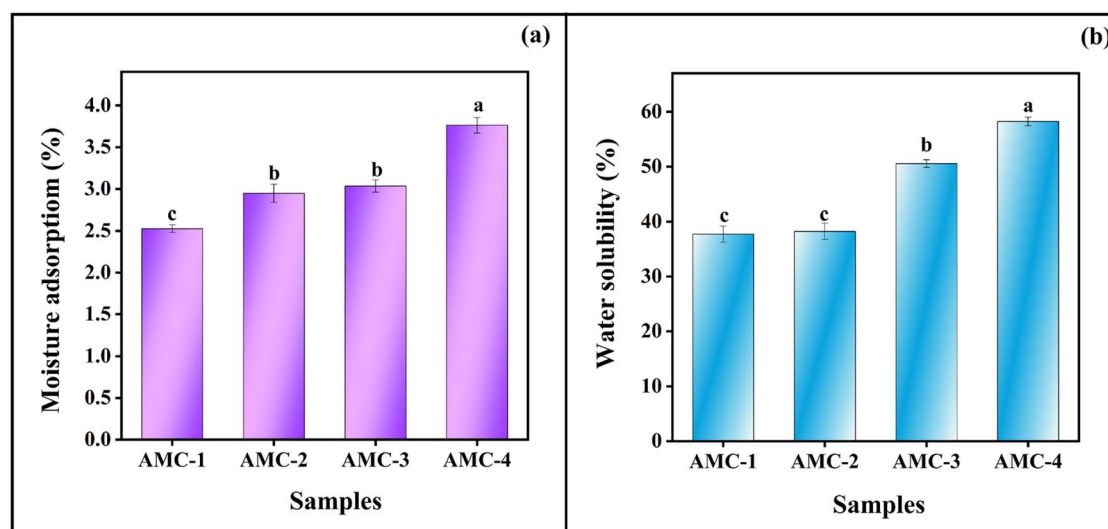 (a)
Moisture adsorptiom (%)
4.0
3.5
3.0
2.5
2.0
1.5
1.0
0.5
0.0
c
b
b
a
AMC-1 AMC-2 AMC-3 AMC-4
Samples
(b)
Water solubility (%)
60
50
40
30
20
10
0
c
c
b
a
AMC-1 AMC-2 AMC-3 AMC-4
Samples